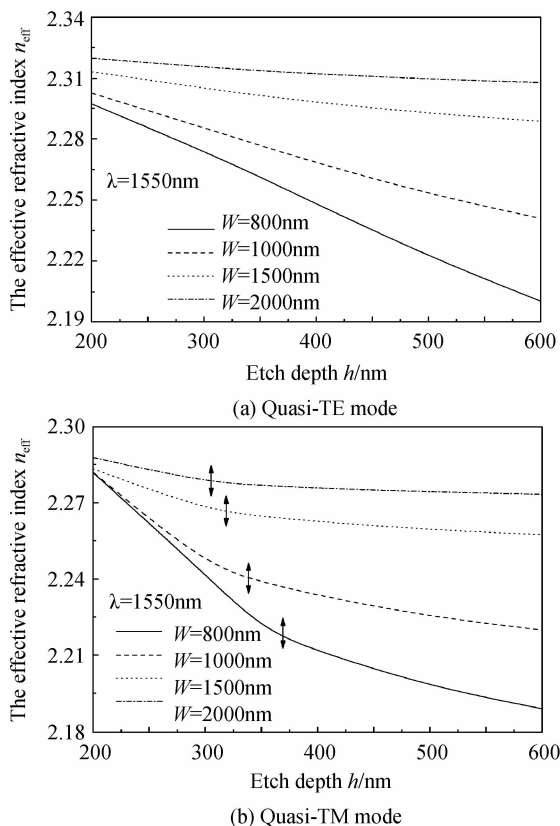 The effective refractive index n_eff
2.34
2.31
2.28
2.25
2.22
2.19
λ=1550nm
W=800nm
W=1000nm
W=1500nm
W=2000nm
200 300 400 500 600
Etch depth h/nm
(a) Quasi-TE mode
The effective refractive index n_eff
2.30
2.27
2.24
2.21
2.18
λ=1550nm
W=800nm
W=1000nm
W=1500nm
W=2000nm
200 300 400 500 600
Etch depth h/nm
(b) Quasi-TM mode